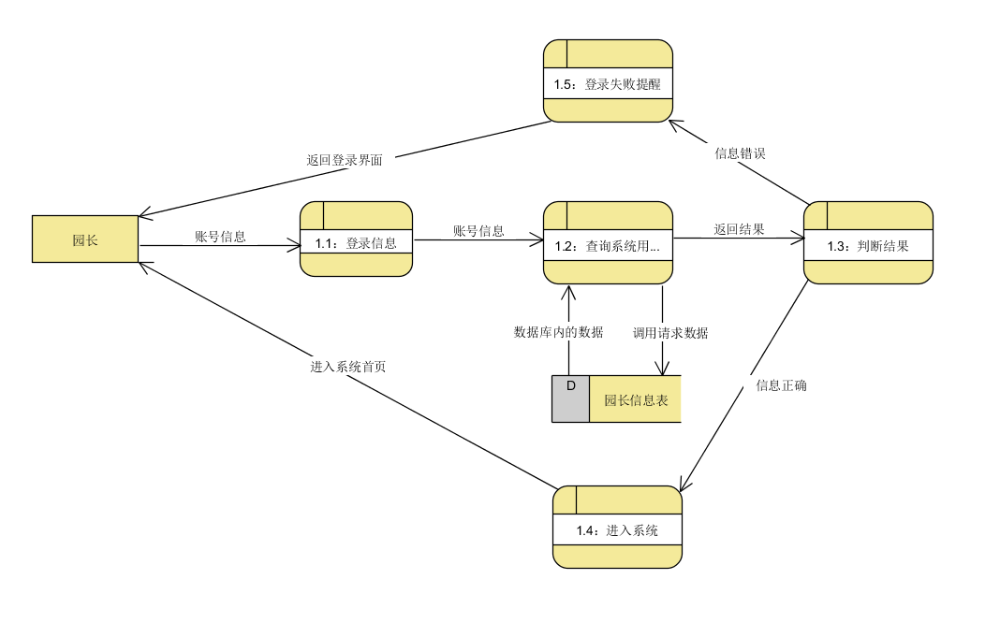 1.5：登录失败提醒
信息错误
返回登录界面
园长
账号信息
1.1：登录信息
账号信息
1.2：查询系统用...
返回结果
1.3：判断结果
数据库内的数据
调用请求数据
D
园长信息表
进入系统首页
信息正确
1.4：进入系统